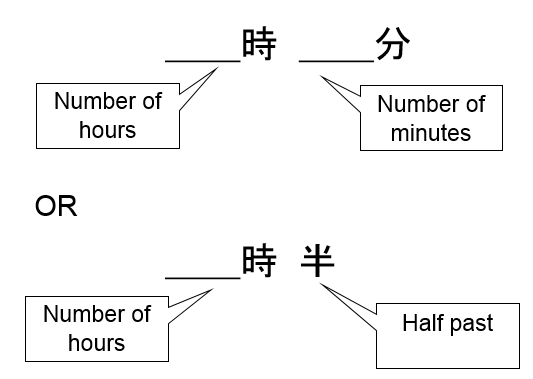 ____時 ____分
Number of
hours
Number of
minutes
OR
____時 半
Number of
hours
Half past